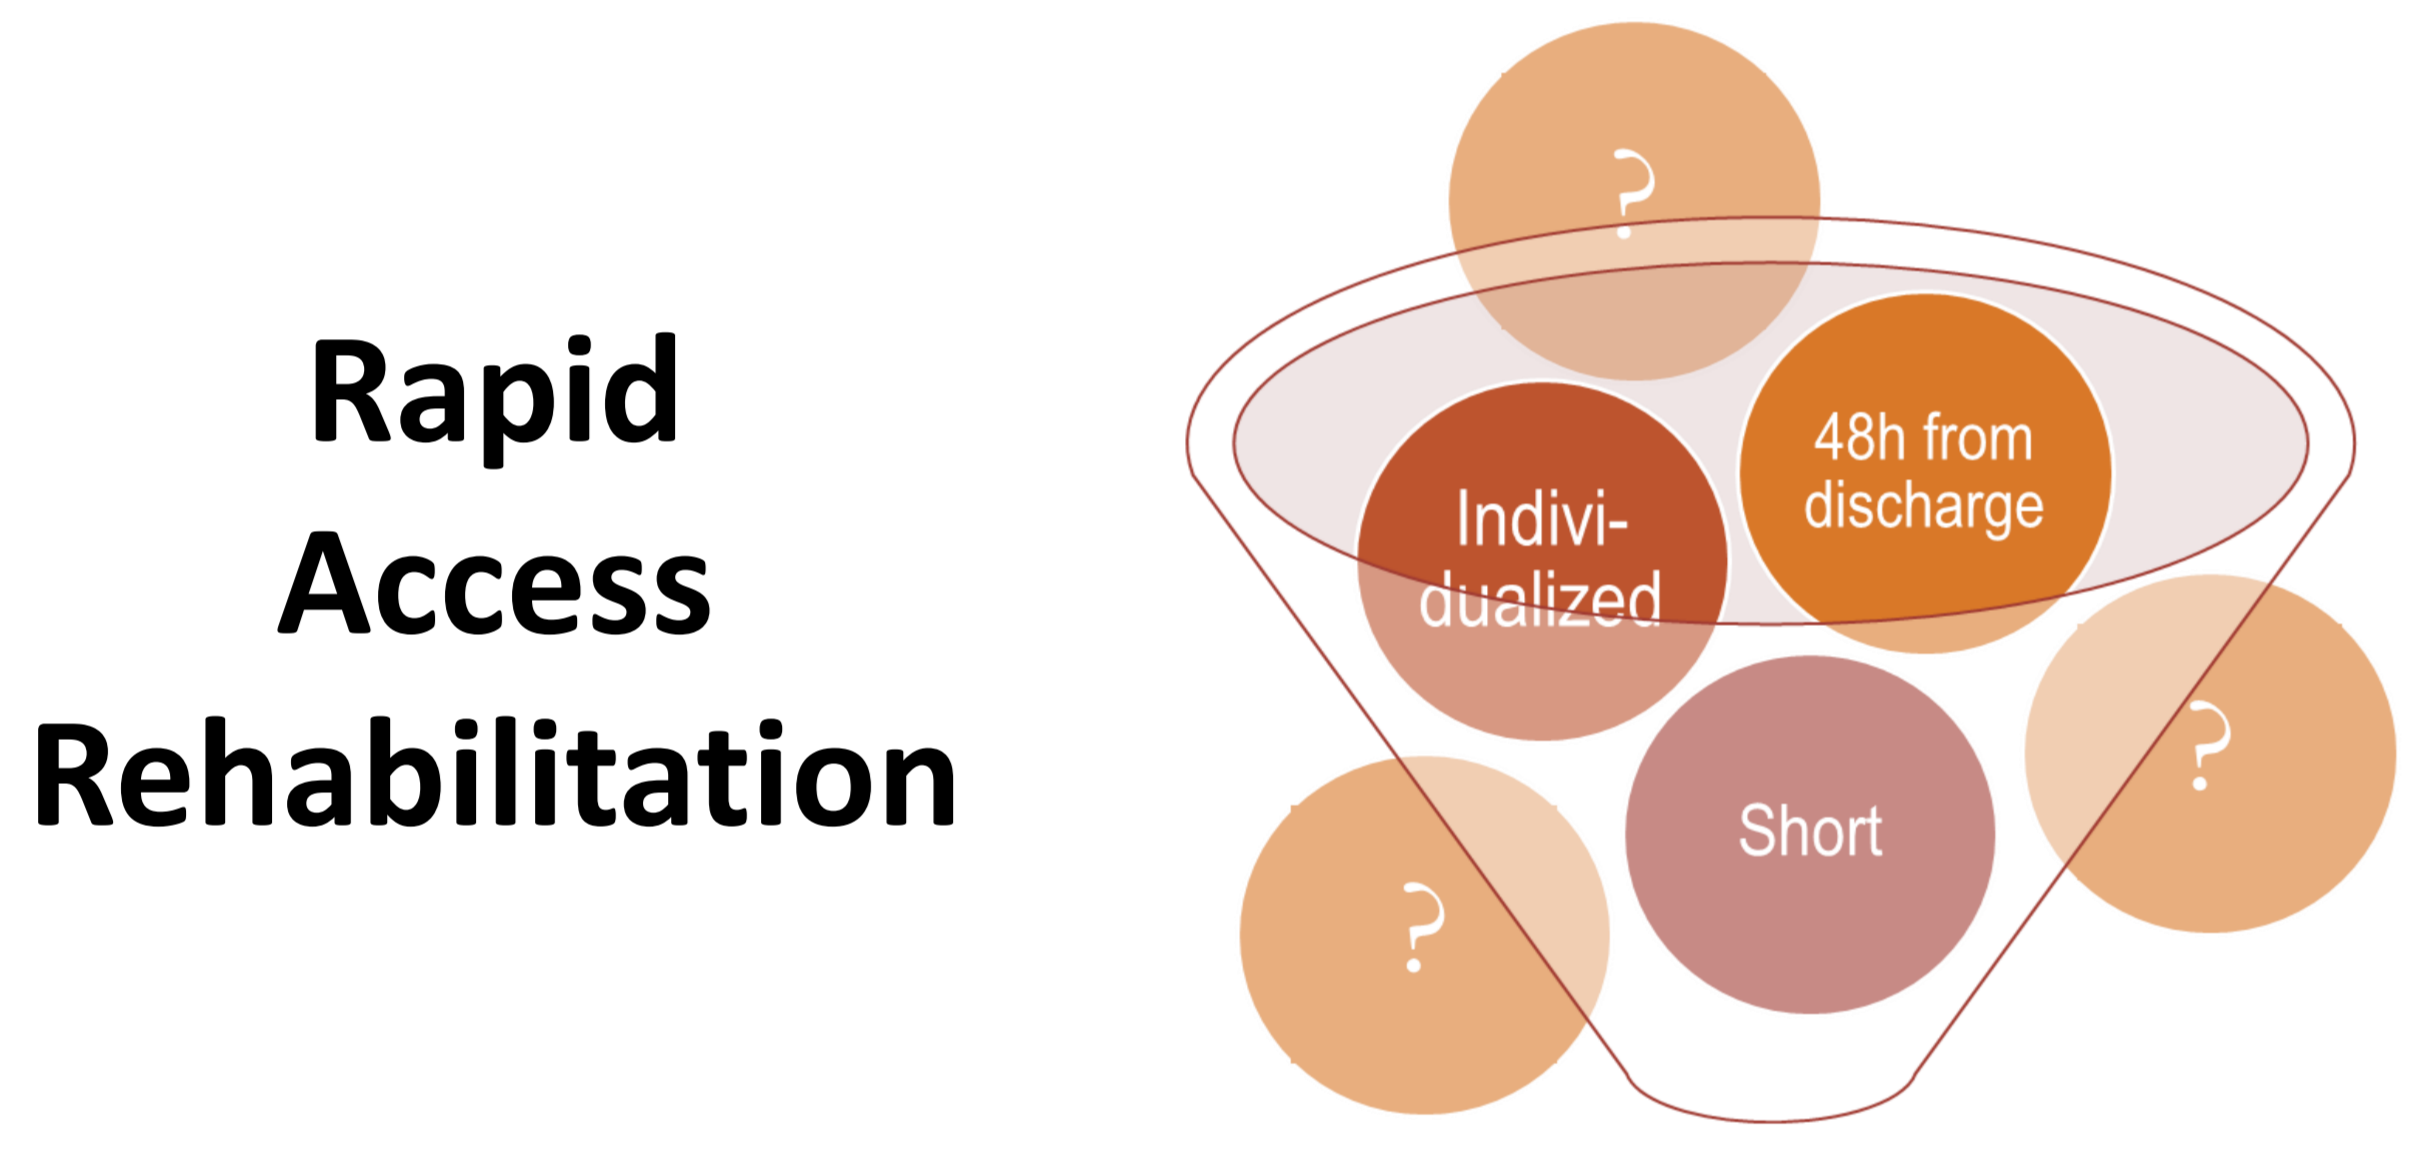 Rapid
Access
Rehabilitation
?
48h from
discharge
Indivi-
dualized
?
Short
?